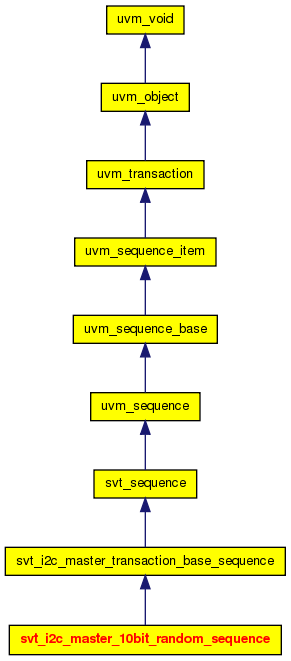 uvm_void
uvm_object
uvm_transaction
uvm_sequence_item
uvm_sequence_base
uvm_sequence
svt_sequence
svt_i2c_master_transaction_base_sequence
svt_i2c_master_10bit_random_sequence